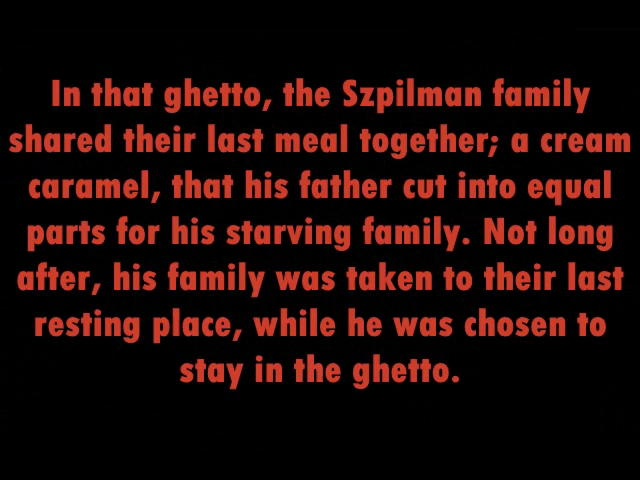 In that ghetto, the Szpilman family
shared their last meal together; a cream
caramel, that his father cut into equal
parts for his starving family. Not long
after, his family was taken to their last
resting place, while he was chosen to
stay in the ghetto.